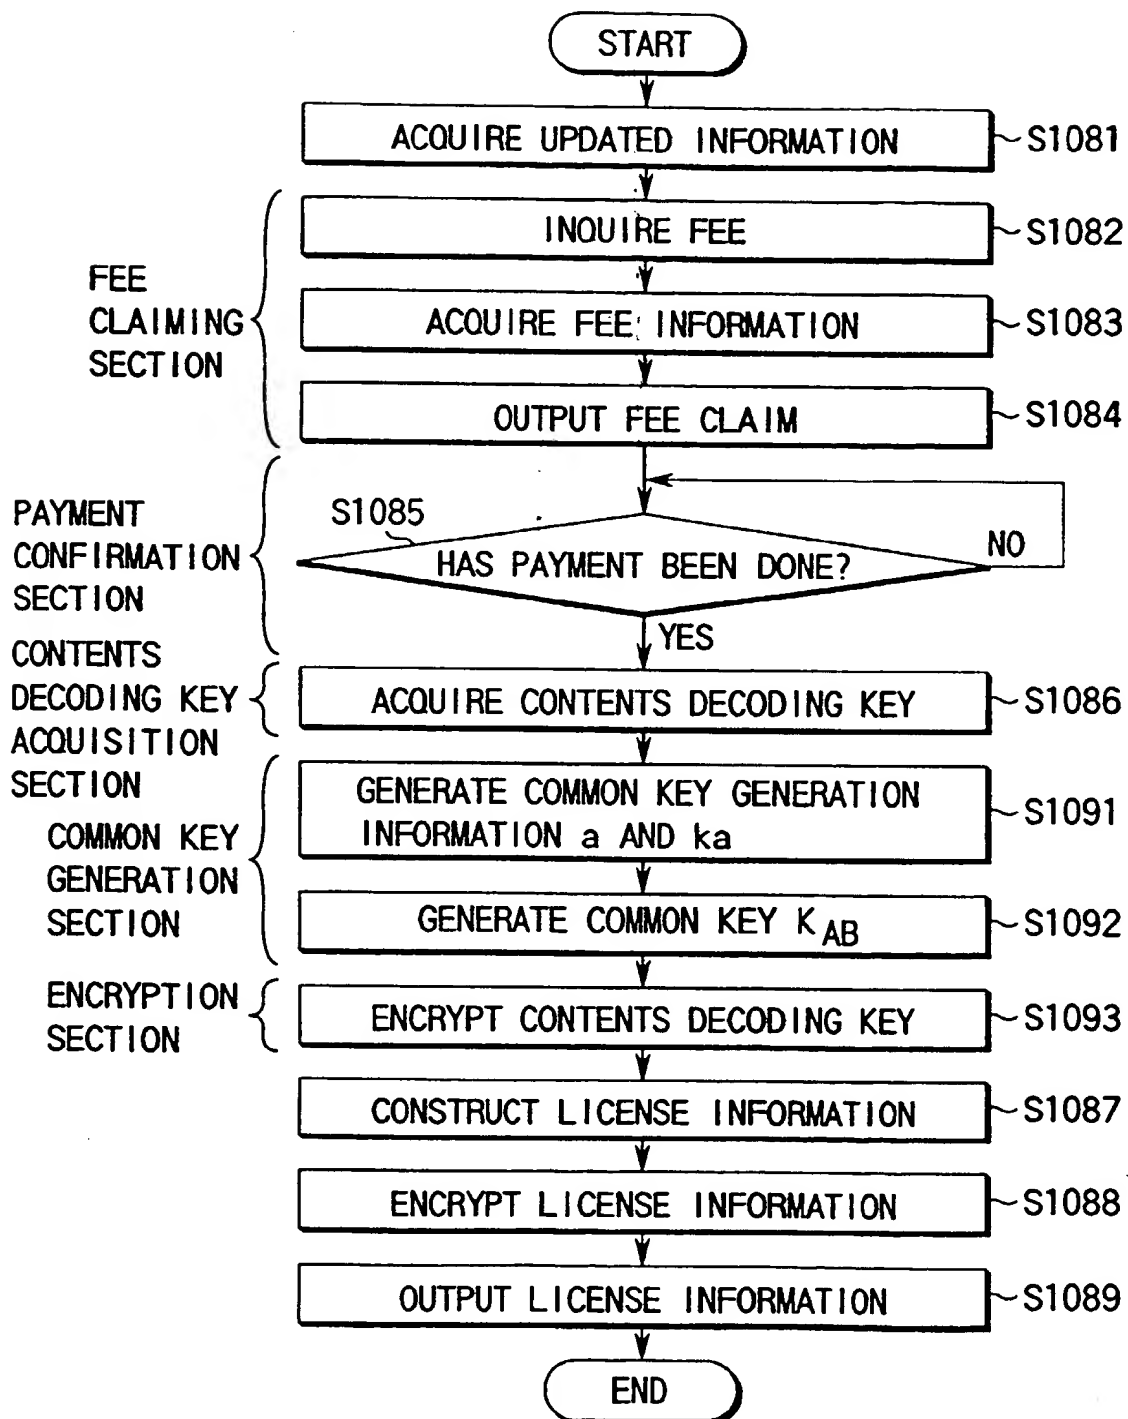 START
ACQUIRE UPDATED INFORMATION
S1081
INQUIRE FEE
S1082
FEE
CLAIMING
SECTION
ACQUIRE FEE INFORMATION
S1083
OUTPUT FEE CLAIM
S1084
PAYMENT
CONFIRMATION
SECTION
S1085
HAS PAYMENT BEEN DONE?
NO
YES
CONTENTS
DECODING KEY
ACQUISITION
SECTION
ACQUIRE CONTENTS DECODING KEY
S1086
COMMON KEY
GENERATION
SECTION
GENERATE COMMON KEY GENERATION
INFORMATION a AND ka
S1091
GENERATE COMMON KEY KAB
S1092
ENCRYPTION
SECTION
ENCRYPT CONTENTS DECODING KEY
S1093
CONSTRUCT LICENSE INFORMATION
S1087
ENCRYPT LICENSE INFORMATION
S1088
OUTPUT LICENSE INFORMATION
S1089
END